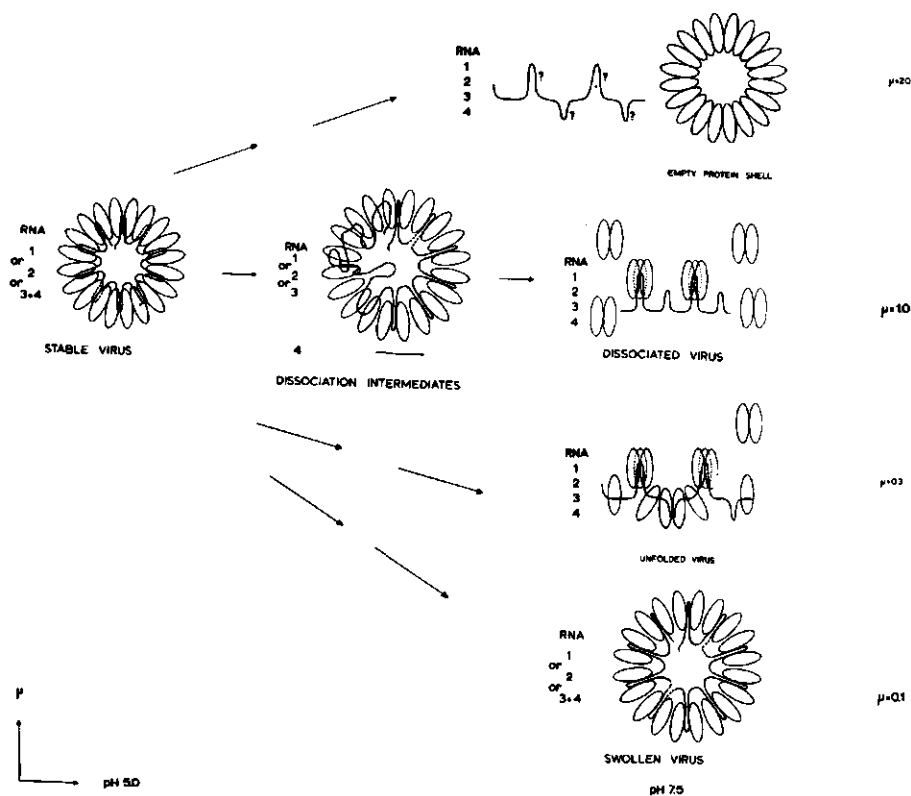 RNA
1
2
3
4
?
?
?
?
EMPTY PROTEIN SHELL
μ=2.0
RNA
1
or
2
or
3+4
STABLE VIRUS
RNA
1
or
2
or
3
4
DISSOCIATION INTERMEDIATES
RNA
1
2
3
4
DISSOCIATED VIRUS
μ=1.0
RNA
1
2
3
4
UNFOLDED VIRUS
μ=0.3
RNA
1
or
2
or
3+4
SWOLLEN VIRUS
μ=0.1
μ
pH 5.0
pH 7.5